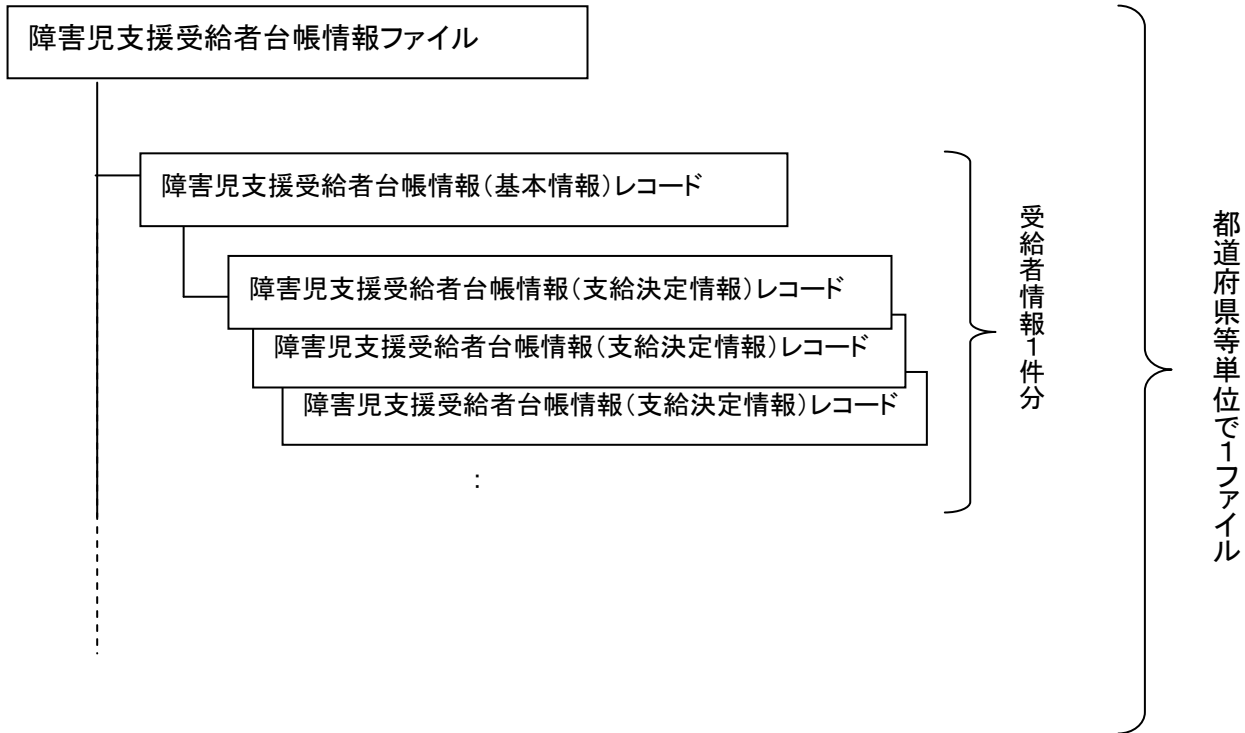 障害児支援受給者台帳情報ファイル
障害児支援受給者台帳情報(基本情報)レコード
障害児支援受給者台帳情報(支給決定情報)レコード
障害児支援受給者台帳情報(支給決定情報)レコード
障害児支援受給者台帳情報(支給決定情報)レコード
:
受給者情報1件分
都道府県等単位で1ファイル